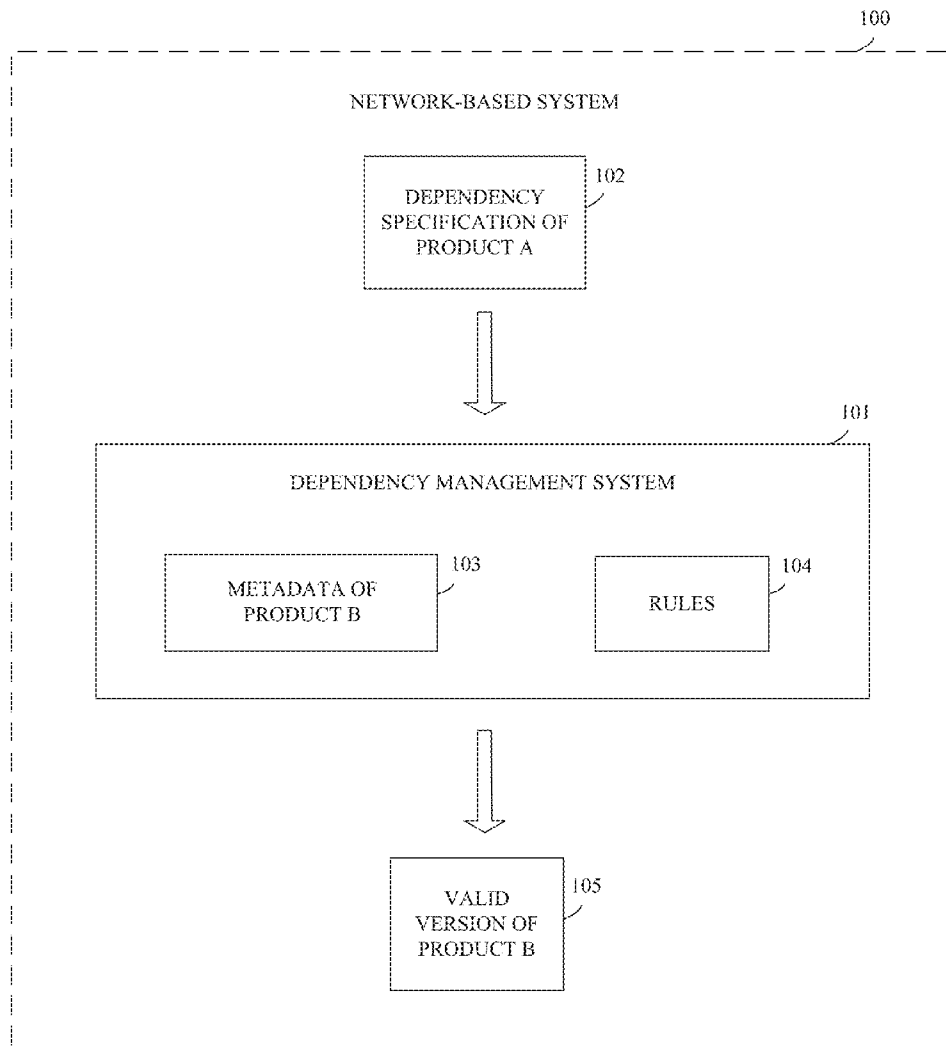 100
NETWORK-BASED SYSTEM
102
DEPENDENCY
SPECIFICATION OF
PRODUCT A
101
DEPENDENCY MANAGEMENT SYSTEM
103
METADATA OF
PRODUCT B
104
RULES
105
VALID
VERSION OF
PRODUCT B